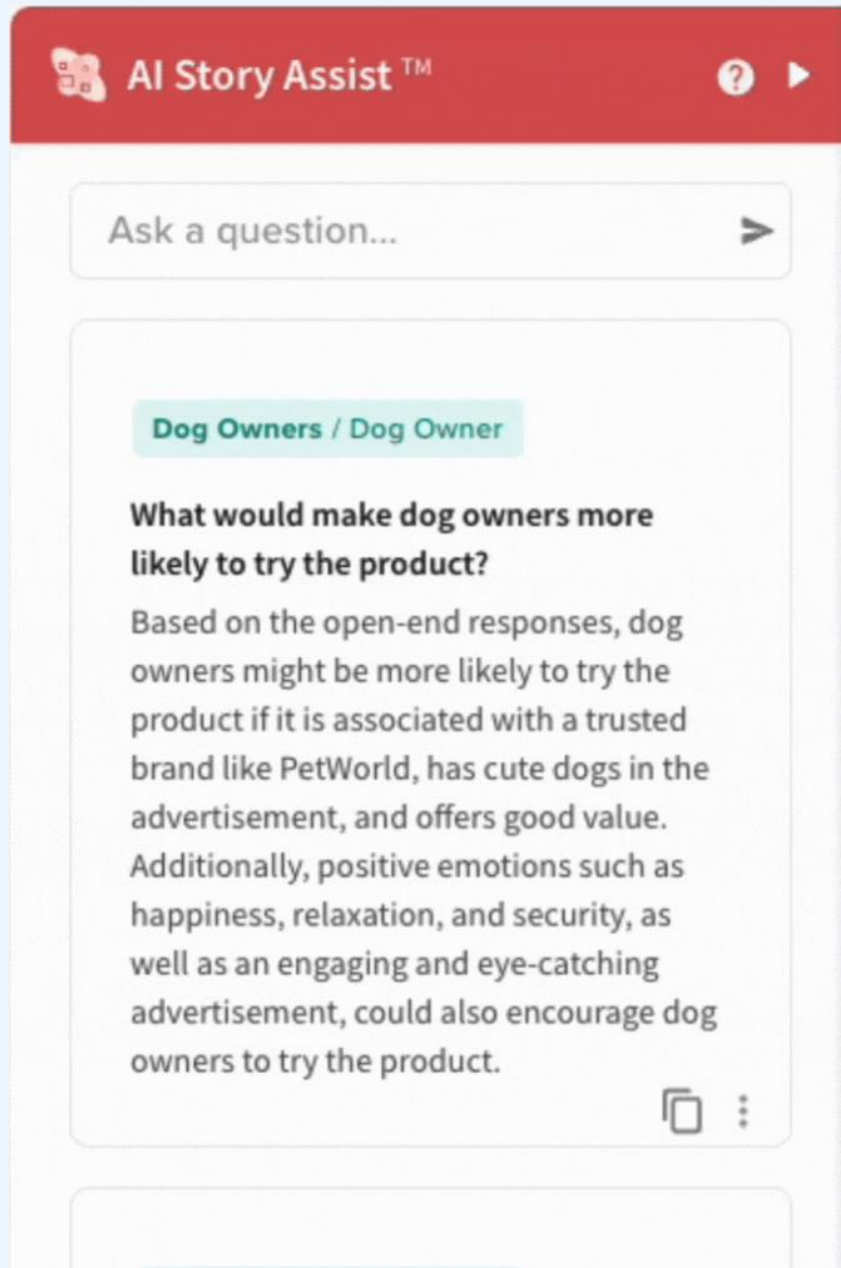 AI Story Assist ™
Ask a question...
Dog Owners / Dog Owner
What would make dog owners more
likely to try the product?
Based on the open-end responses, dog
owners might be more likely to try the
product if it is associated with a trusted
brand like PetWorld, has cute dogs in the
advertisement, and offers good value.
Additionally, positive emotions such as
happiness, relaxation, and security, as
well as an engaging and eye-catching
advertisement, could also encourage dog
owners to try the product.